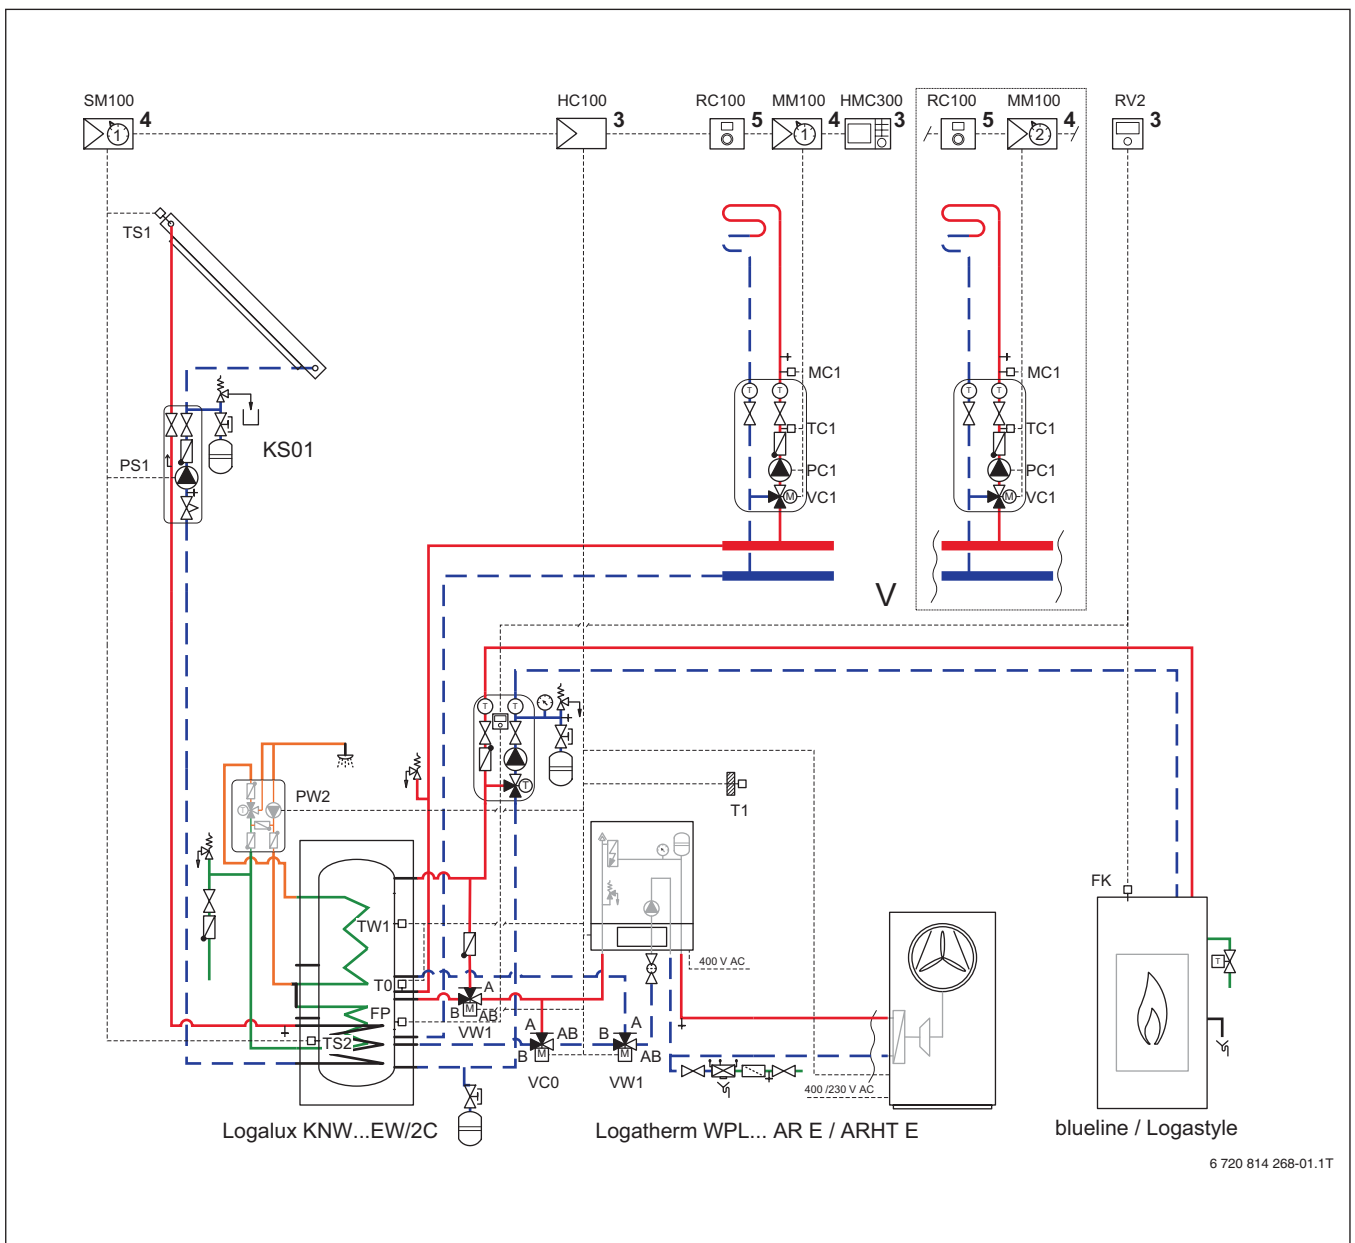 SM100 HC100 RC100 MM100 HMC300 RC100 MM100 RV2
4 3 5 4 3 5 4 3
1 1 2
TS1
MC1 MC1
T T T T
KS01
TC1 TC1
PS1
PC1 PC1
M VC1 M VC1
V
T T
T
PW2
T
T1
TW1
FK
400 V AC
T0 A
T
FP B M AB
VW1 A AB B A
TS2
B M M AB
VC0 VW1
400 /230 V AC
Logalux KNW...EW/2C Logatherm WPL... AR E / ARHT E blueline / Logastyle
6 720 814 268-01.1T